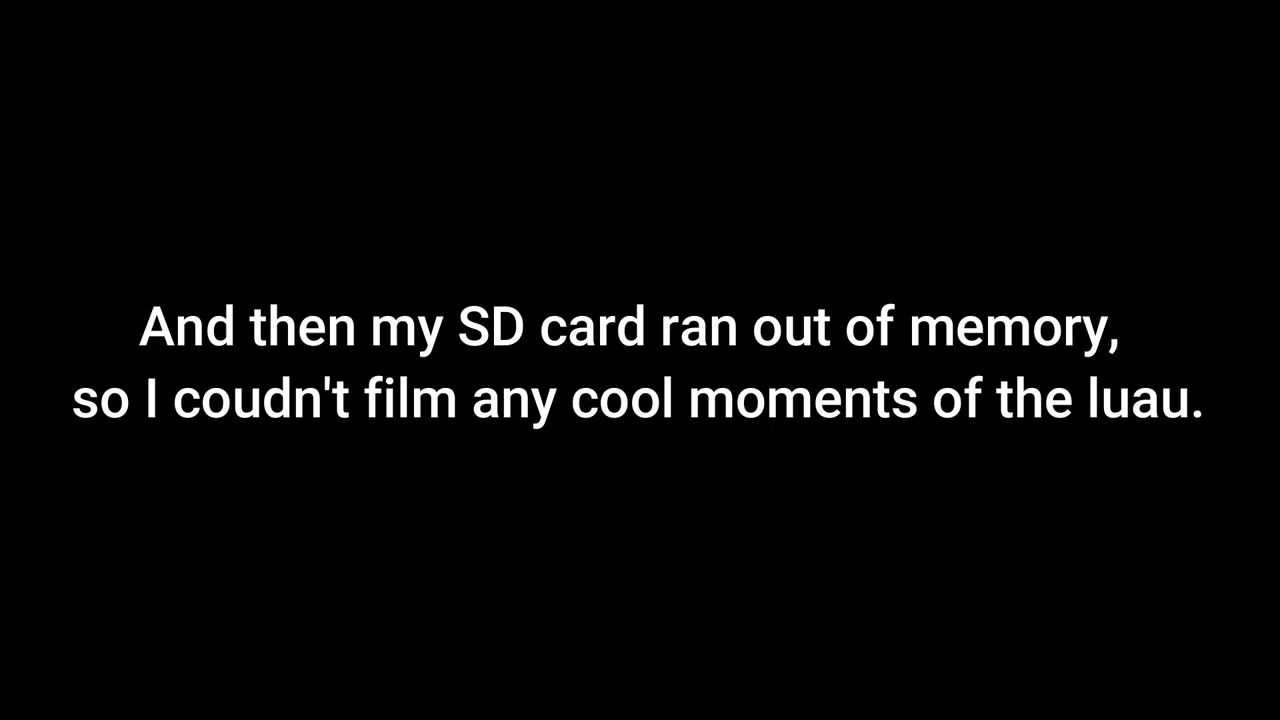 And then my SD card ran out of memory,
so I coudn't film any cool moments of the luau.